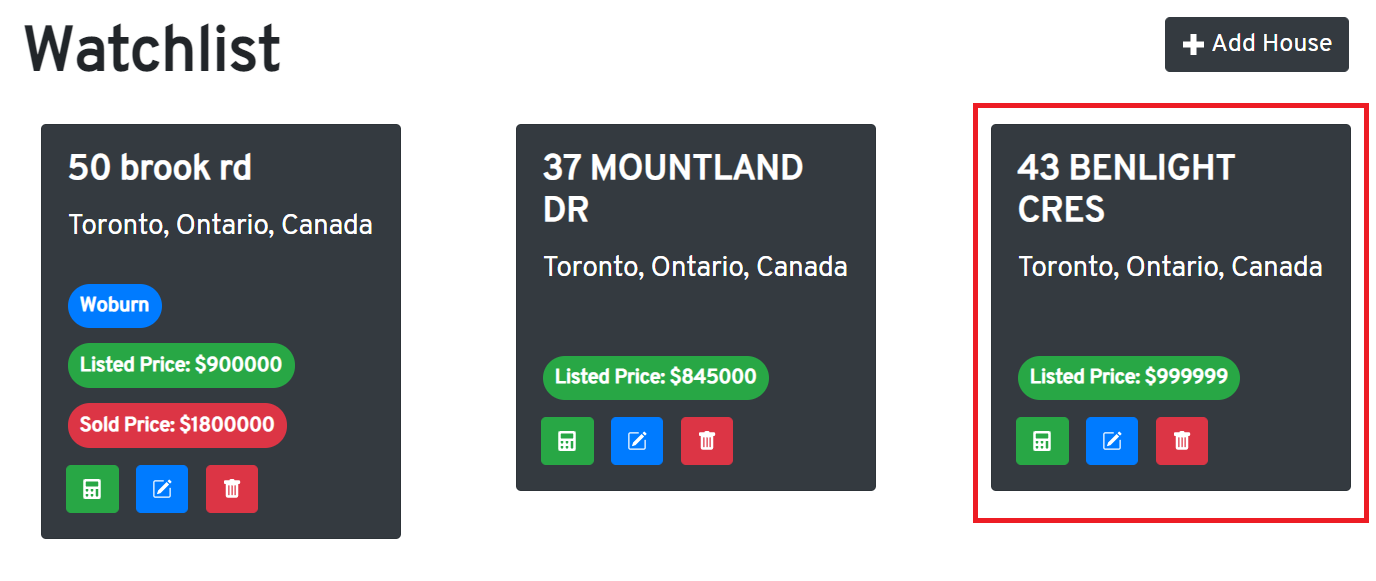 Watchlist
Add House
50 brook rd
Toronto, Ontario, Canada
Woburn
Listed Price: $900000
Sold Price: $1800000
37 MOUNTLAND
DR
Toronto, Ontario, Canada
Listed Price: $845000
43 BENLIGHT
CRES
Toronto, Ontario, Canada
Listed Price: $999999